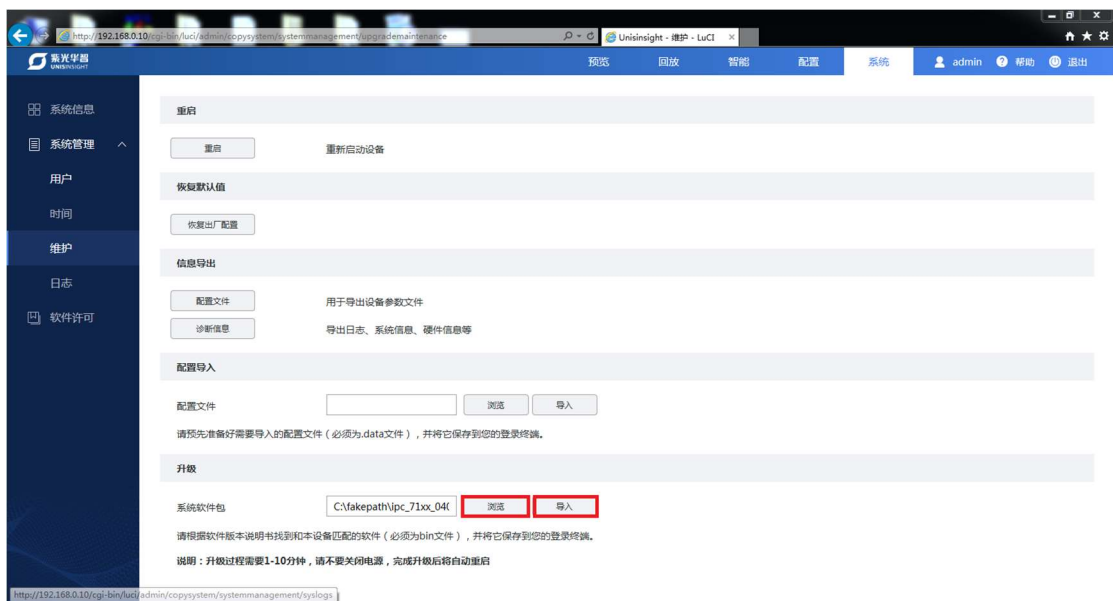 http://192.168.0.10/cgi-bin/luci/admin/copysystem/systemmanagement/upgrademaintenance
Unisinsight - 维护 - LuCI
紫光华智
UNISINSIGHT
预览 回放 智能 配置 系统 admin 帮助 退出
系统信息
系统管理
用户
时间
维护
日志
软件许可
重启
重启 重新启动设备
恢复默认值
恢复出厂配置
信息导出
配置文件 用于导出设备参数文件
诊断信息 导出日志、系统信息、硬件信息等
配置导入
配置文件 浏览 导入
请预先准备好需要导入的配置文件(必须为.data文件),并将它保存到您的登录终端。
升级
系统软件包 C:\fakepath\ipc_71xx_04( 浏览 导入
请根据软件版本说明书找到和本设备匹配的软件(必须为bin文件),并将它保存到您的登录终端。
说明:升级过程需要1-10分钟,请不要关闭电源,完成升级后将自动重启
http://192.168.0.10/cgi-bin/luci/admin/copysystem/systemmanagement/syslogs